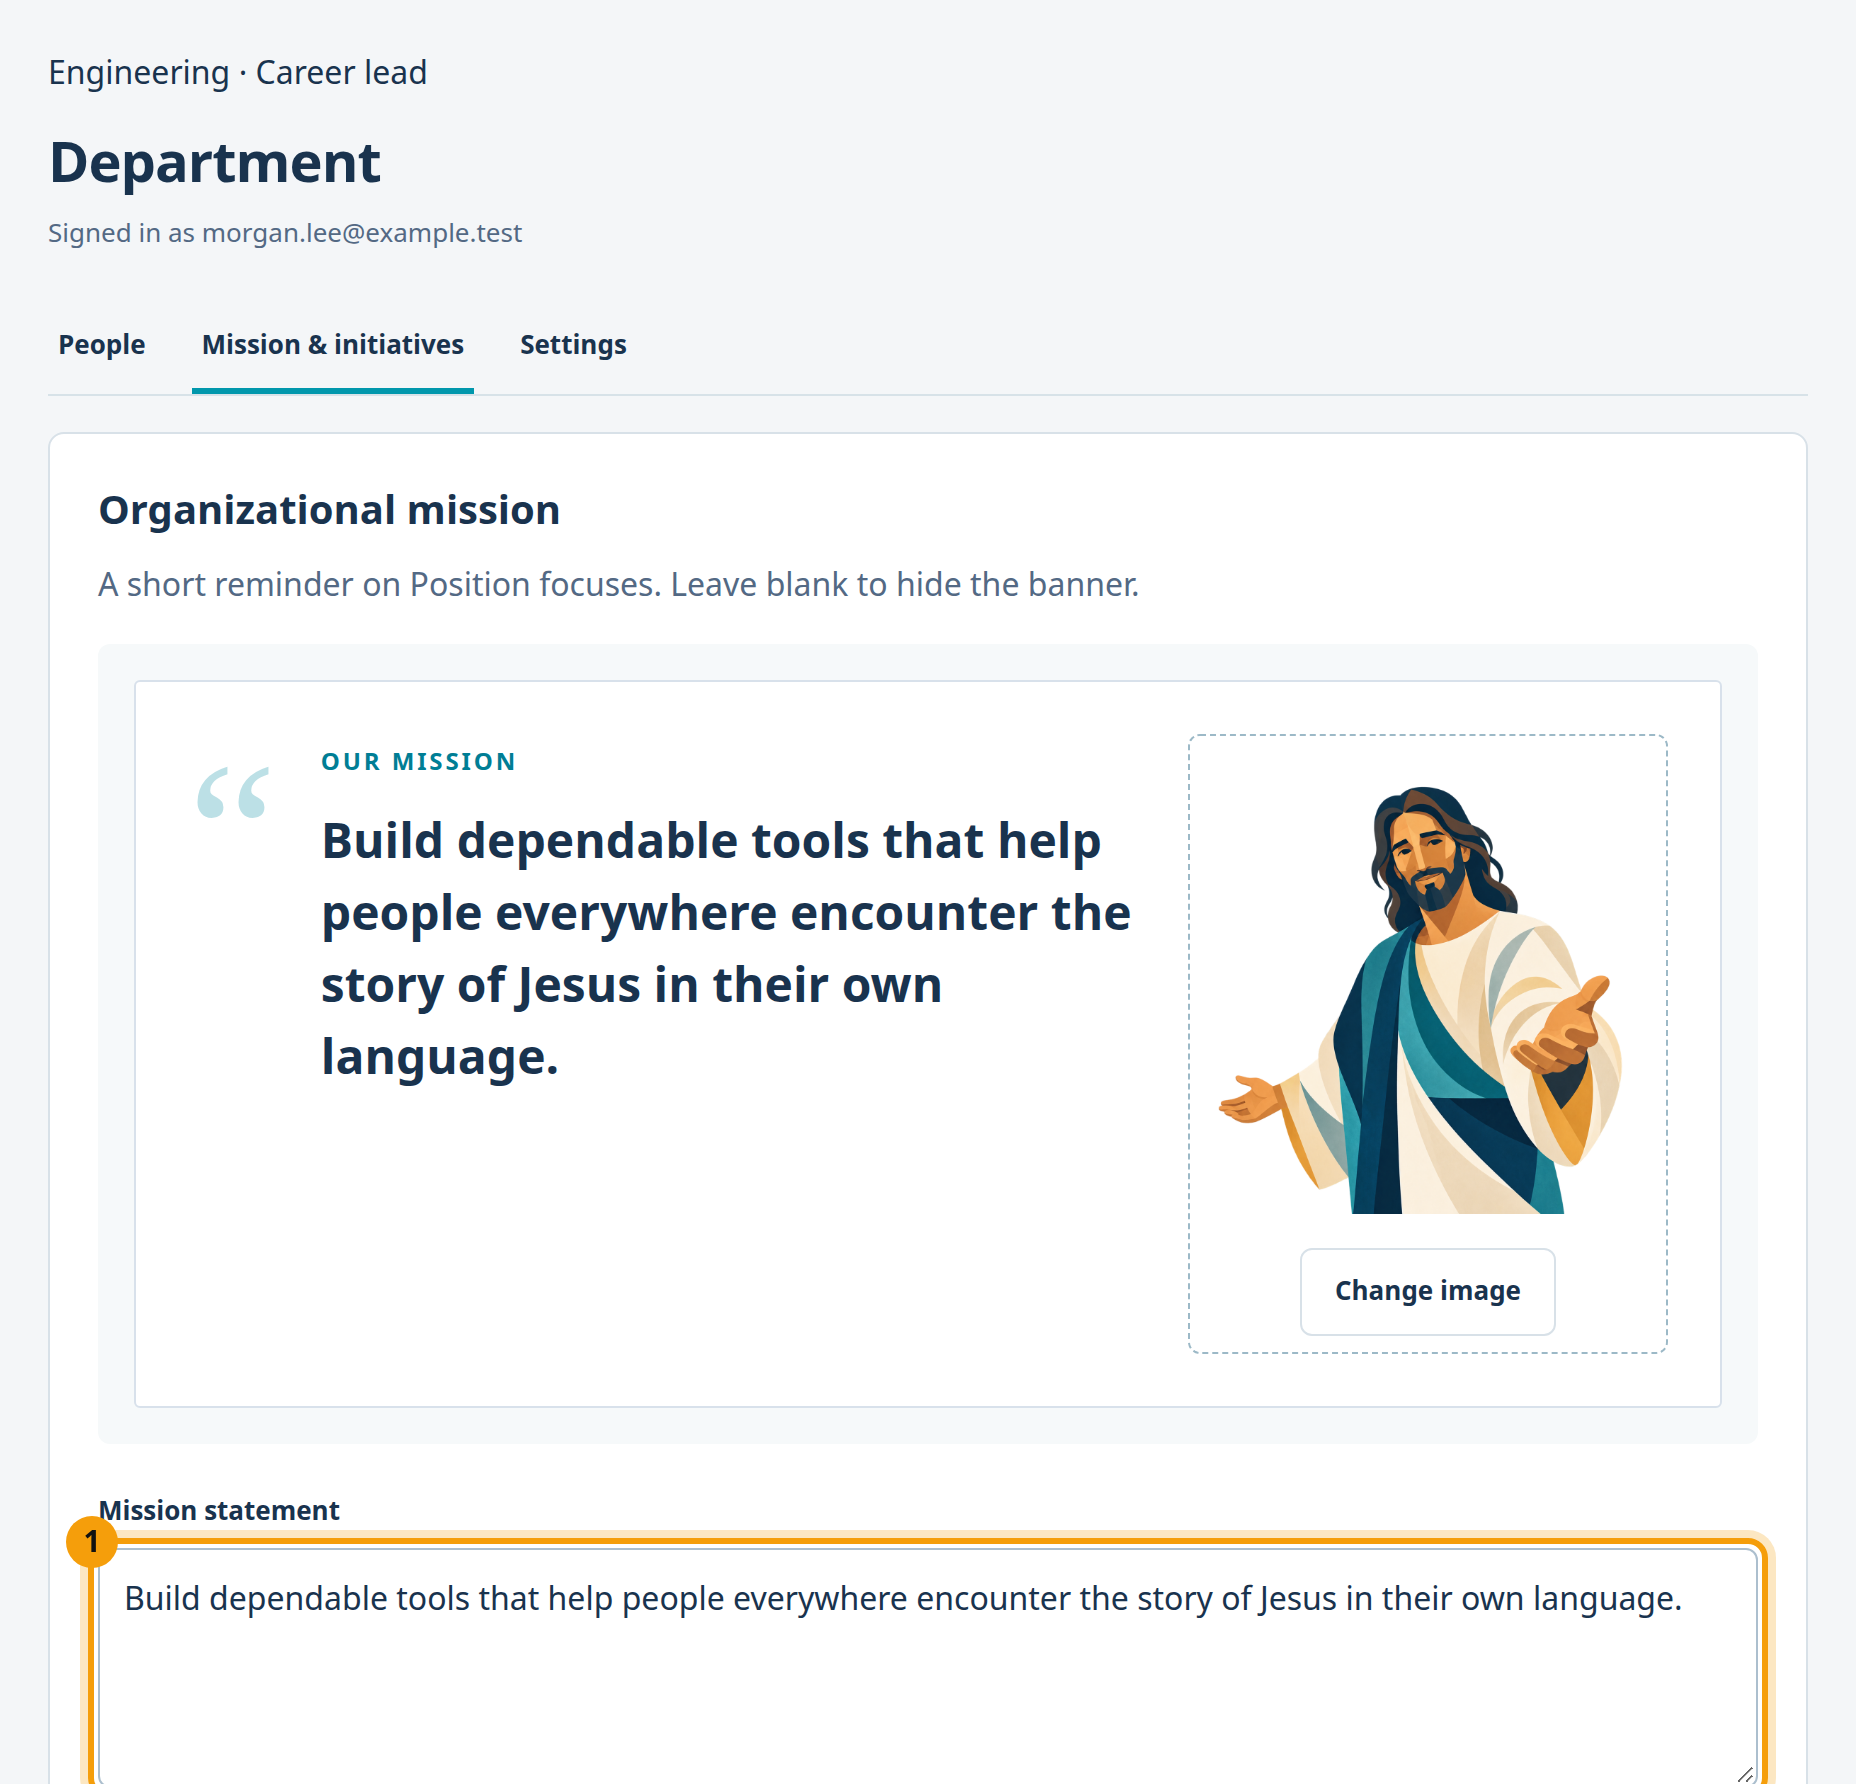 Engineering · Career lead
Department
Signed in as morgan.lee@example.test
People Mission & initiatives Settings
Organizational mission
A short reminder on Position focuses. Leave blank to hide the banner.
“
OUR MISSION
Build dependable tools that help
people everywhere encounter the
story of Jesus in their own
language.
Change image
Mission statement
1
Build dependable tools that help people everywhere encounter the story of Jesus in their own language.